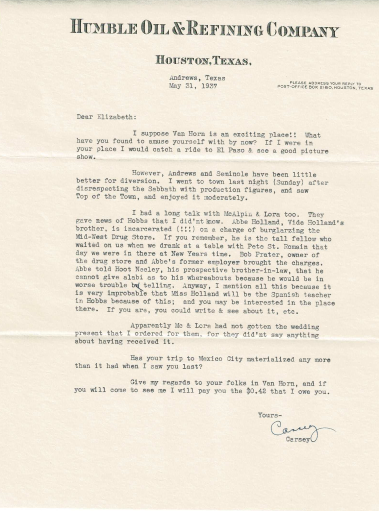 HUMBLE OIL & REFINING COMPANY
HOUSTON, TEXAS.
PLEASE ADDRESS YOUR REPLY TO
POST-OFFICE BOX 2180, HOUSTON, TEXAS
Andrews, Texas
May 31, 1937
Dear Elizabeth:
I suppose Van Horn is an exciting place!! What
have you found to amuse yourself with by now? If I were in
your place I would catch a ride to El Paso & see a good picture
show.
However, Andrews and Seminole have been little
better for diversion. I went to town last night (Sunday) after
disrespecting the Sabbath with production figures, and saw
Top of the Town, and enjoyed it moderately.
I had a long talk with McAlpin & Lora too. They
gave news of Hobbs that I did'nt know. Abbe Holland, Vide Holland's
brother, is incarcerated (!!!) on a charge of burglarzing the
Mid-West Drug Store. If you remember, he is the tall fellow who
waited on us when we drank at a table with Pete St. Romain that
day we were there at New Years time. Bob Prater, owner of
the drug store and Abbe's former employer brought the charges.
Abbe told Hoot Neeley, his prospective brother-in-law, that he
cannot give alabi as to his whereabouts because he would be in
worse trouble by telling. Anyway, I mention all this because it
is very improbable that Miss Holland will be the Spanish teacher
in Hobbs because of this; and you may be interested in the place
there. If you are, you could write & see about it, etc.
Apparently Mc & Lora had not gotten the wedding
present that I ordered for them, for they did'nt say anything
about having received it.
Has your trip to Mexico City materialized any more
than it had when I saw you last?
Give my regards to your folks in Van Horn, and if
you will come to see me I will pay you the $0.42 that I owe you.
Yours-
Carsey
Carsey